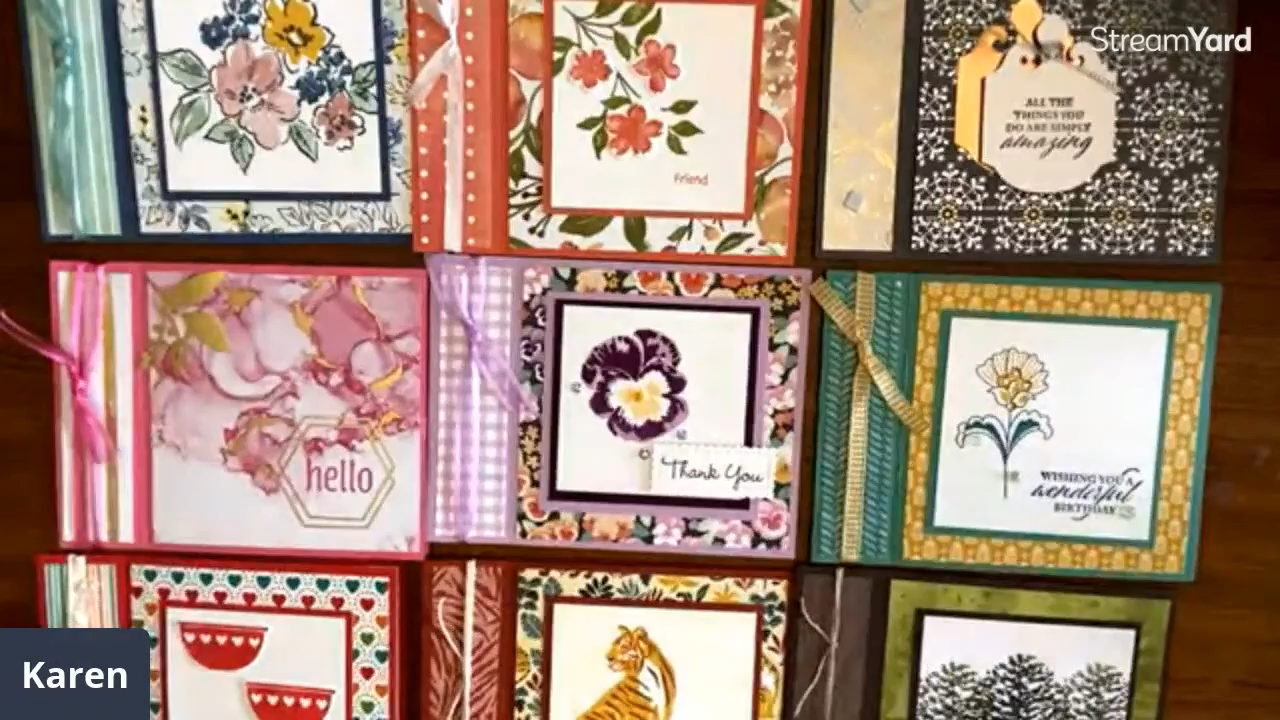 StreamYard
Friend
ALL THE
THINGS YOU
DO ARE SIMPLY
amazing
hello
Thank You
WISHING YOU A
wonderful
BIRTHDAY
Karen